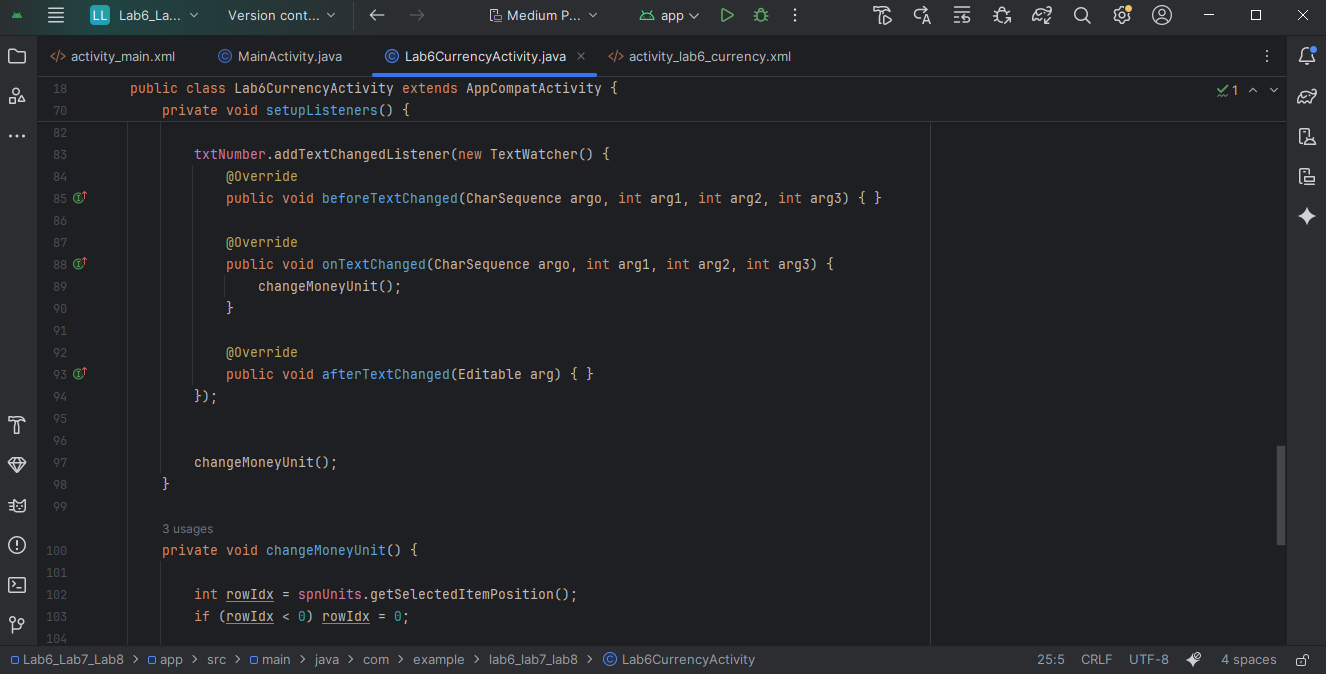 LL Lab6_La... Version cont... Medium P... app
activity_main.xml MainActivity.java Lab6CurrencyActivity.java activity_lab6_currency.xml
18 public class Lab6CurrencyActivity extends AppCompatActivity { 1
70 private void setupListeners() {
82
83 txtNumber.addTextChangedListener(new TextWatcher() {
84 @Override
85 public void beforeTextChanged(CharSequence argo, int arg1, int arg2, int arg3) { }
86
87 @Override
88 public void onTextChanged(CharSequence argo, int arg1, int arg2, int arg3) {
89 changeMoneyUnit();
90 }
91
92 @Override
93 public void afterTextChanged(Editable arg) { }
94 });
95
96
97 changeMoneyUnit();
98 }
99
3 usages
100 private void changeMoneyUnit() {
101
102 int rowIdx = spnUnits.getSelectedItemPosition();
103 if (rowIdx < 0) rowIdx = 0;
104
Lab6_Lab7_Lab8 > app > src > main > java > com > example > lab6_lab7_lab8 > Lab6CurrencyActivity 25:5 CRLF UTF-8 4 spaces